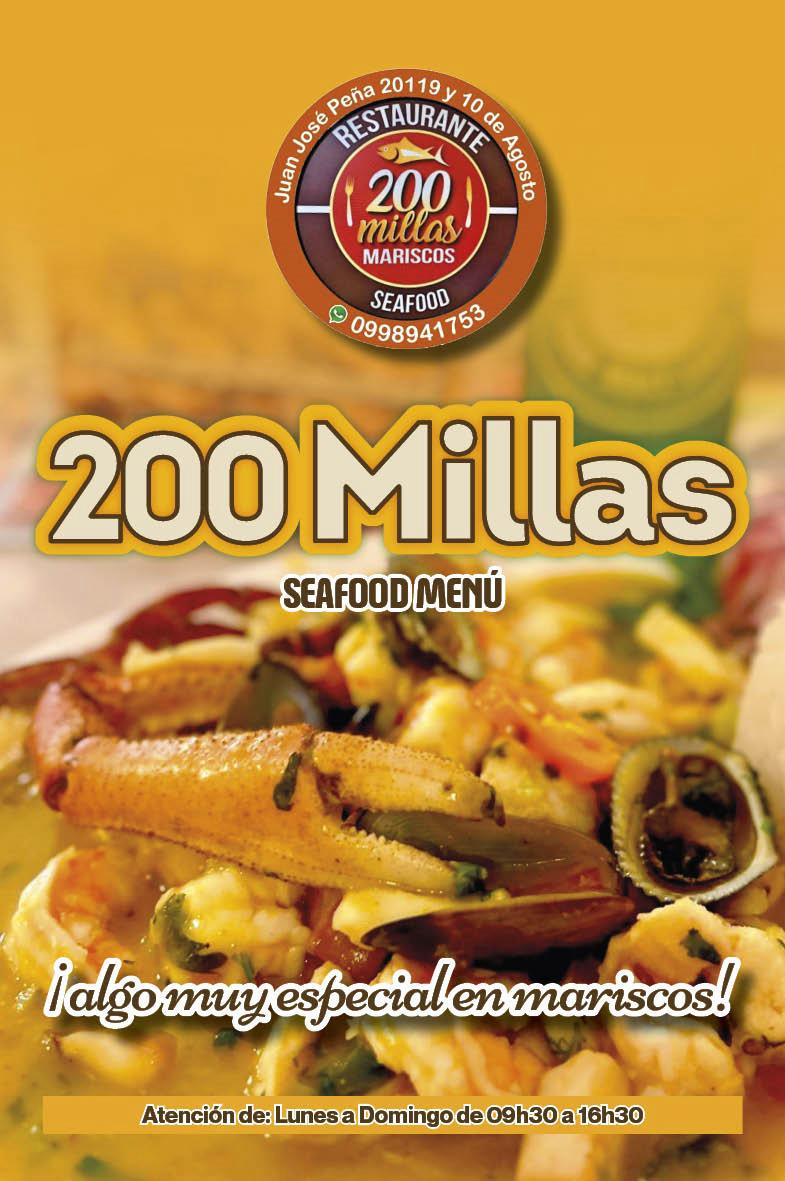 Juan José Peña 20119 y 10 de Agosto
RESTAURANTE
200
millas
MARISCOS
SEAFOOD
0998941753
200 Millas
SEAFOOD MENÚ
¡algo muy especial en mariscos!
Atención de: Lunes a Domingo de 09h30 a 16h30